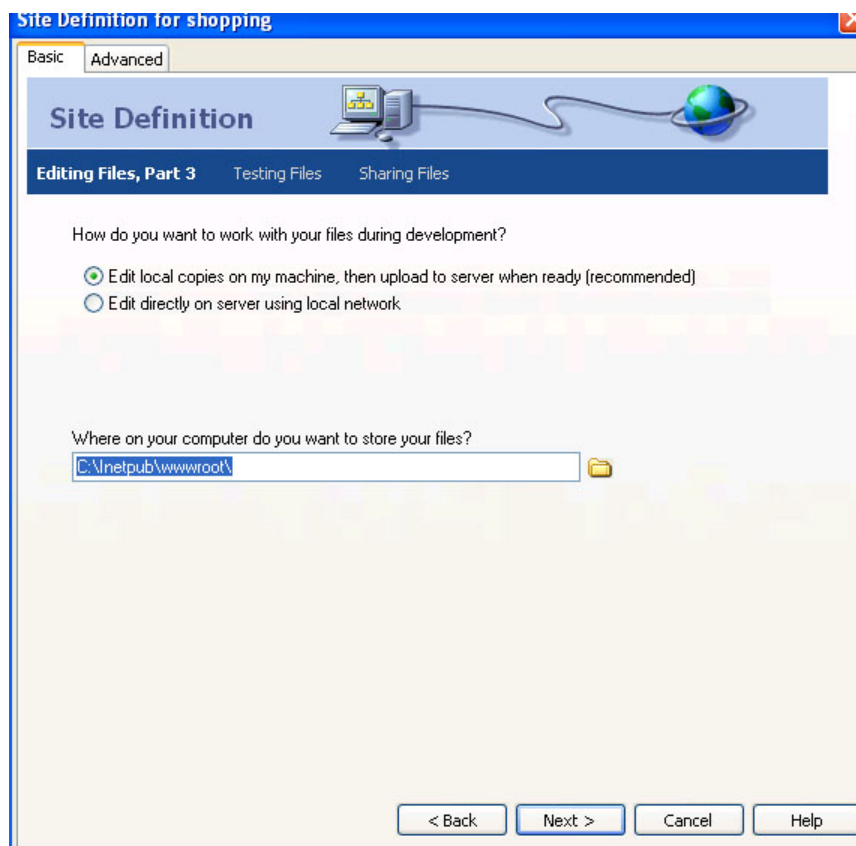 Site Definition for shopping
Basic
Advanced
Site Definition
Editing Files, Part 3
Testing Files
Sharing Files
How do you want to work with your files during development?
Edit local copies on my machine, then upload to server when ready (recommended)
Edit directly on server using local network
Where on your computer do you want to store your files?
C:\Inetpub\wwwroot\
< Back
Next >
Cancel
Help